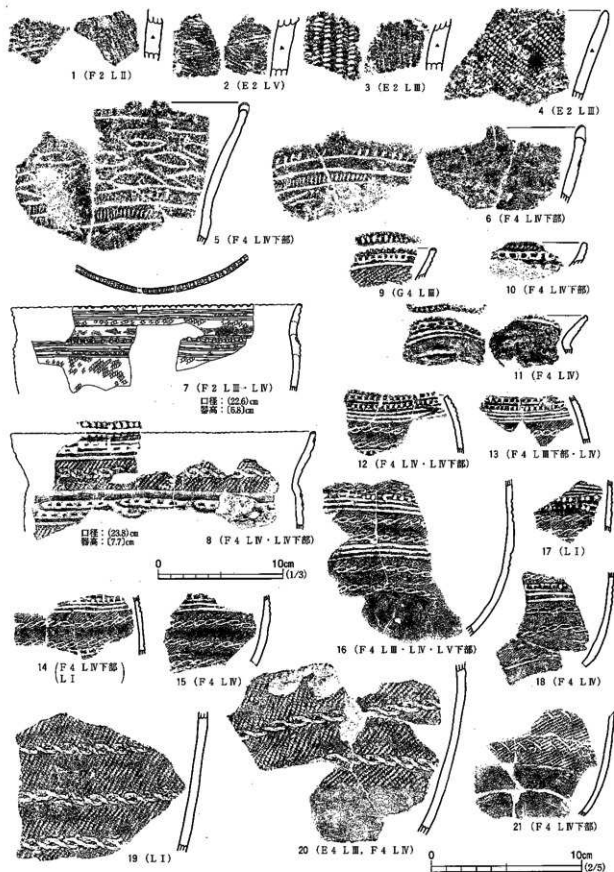 1 (F2 LⅡ)
2 (E2 LⅤ)
3 (E2 LⅢ)
4 (E2 LⅢ)
5 (F4 LⅣ下部)
6 (F4 LⅣ下部)
9 (G4 LⅢ)
10 (F4 LⅣ下部)
7 (F2 LⅢ・LⅣ)
口径：(22.6)cm
器高：(6.8)cm
11 (F4 LⅣ)
12 (F4 LⅣ・LⅣ下部)
13 (F4 LⅢ下部・LⅣ)
口径：(23.8)cm
器高：(7.7)cm
8 (F4 LⅣ・LⅣ下部)
0 10cm
(1/3)
17 (LⅠ)
14 (F4 LⅣ下部
LⅠ)
15 (F4 LⅣ)
16 (F4 LⅢ・LⅣ・LⅤ下部)
18 (F4 LⅣ)
19 (LⅠ)
20 (E4 LⅢ, F4 LⅣ)
21 (F4 LⅣ下部)
0 10cm
(2/5)